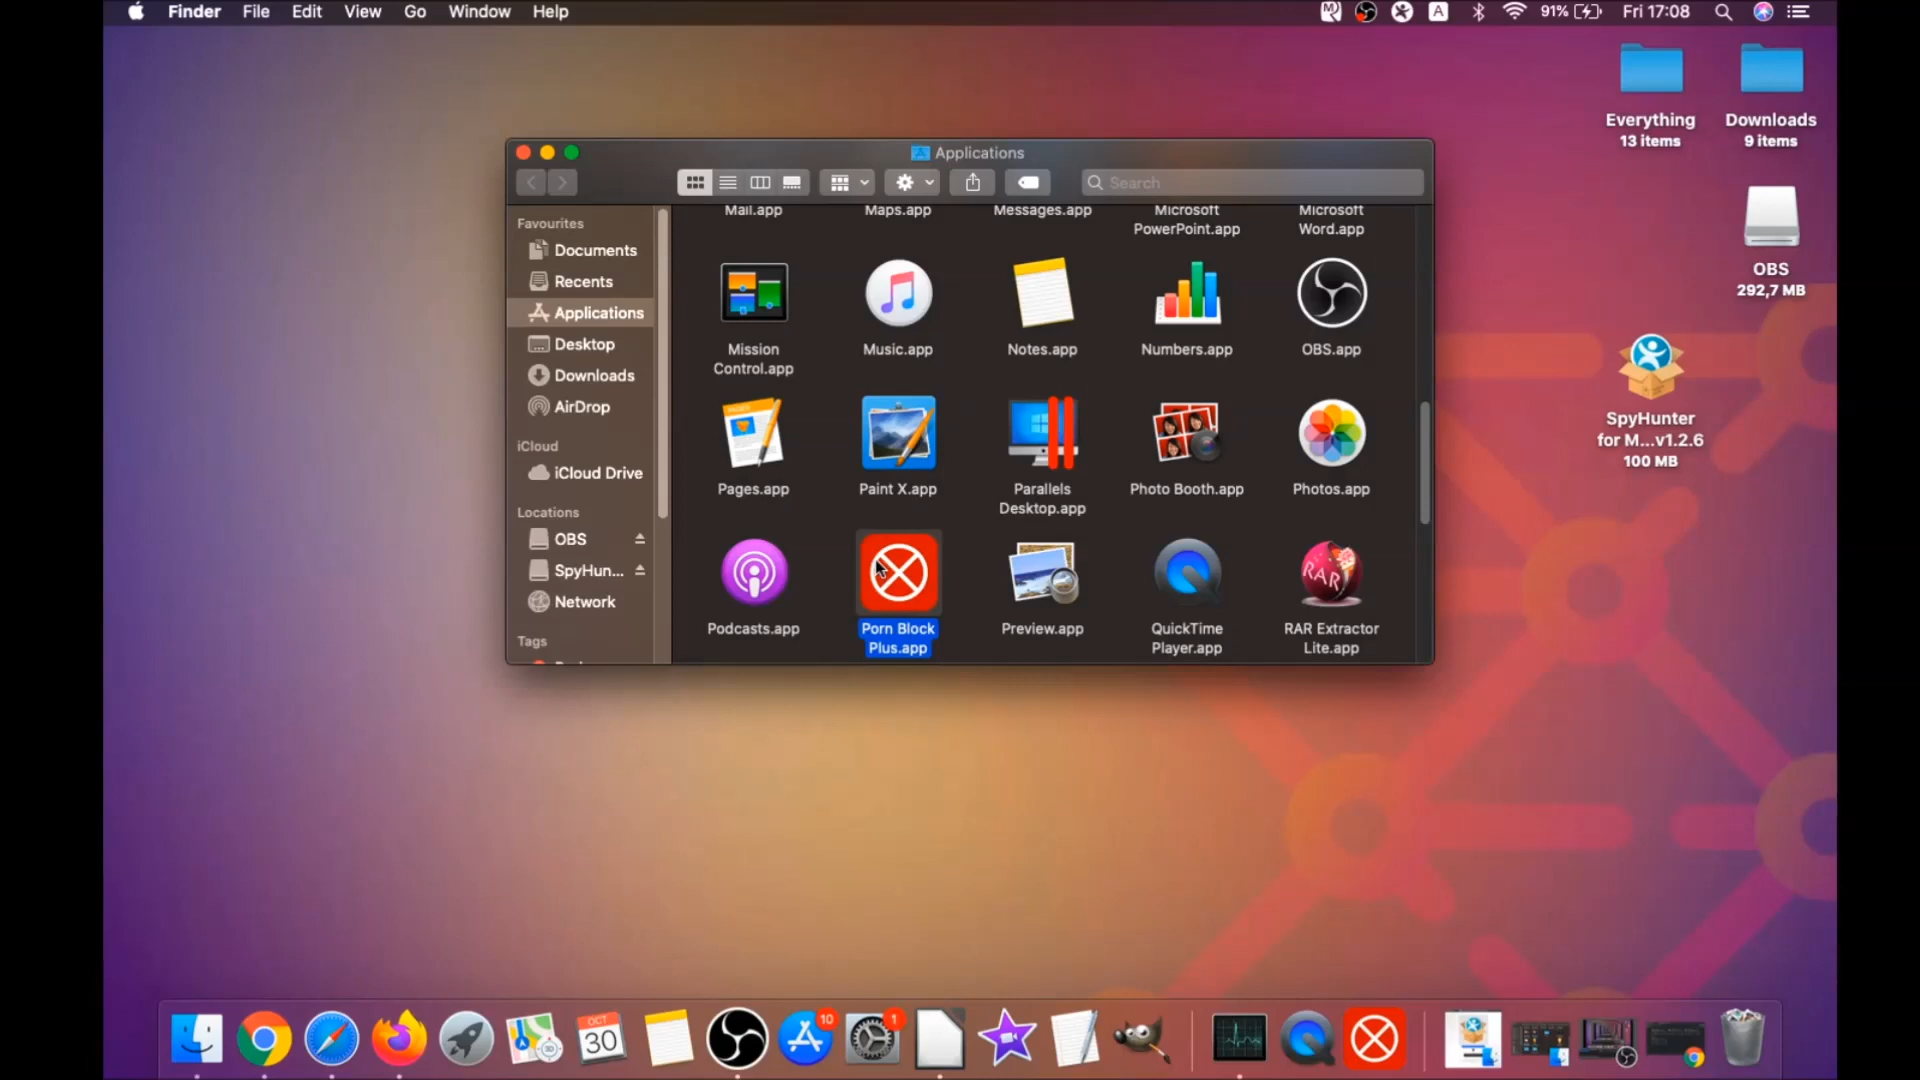 Finder File Edit View Go Window Help
A 91% Fri 17:08
Everything
13 items
Downloads
9 items
OBS
292,7 MB
SpyHunter
for M...v1.2.6
100 MB
Applications
Search
Favourites
Documents
Recents
Applications
Desktop
Downloads
AirDrop
iCloud
iCloud Drive
Locations
OBS
SpyHun...
Network
Tags
Mail.app
Maps.app
Messages.app
Microsoft
PowerPoint.app
Microsoft
Word.app
Mission
Control.app
Music.app
Notes.app
Numbers.app
OBS.app
Pages.app
Paint X.app
Parallels
Desktop.app
Photo Booth.app
Photos.app
Podcasts.app
Porn Block
Plus.app
Preview.app
QuickTime
Player.app
RAR
RAR Extractor
Lite.app
OCT
30
10
1